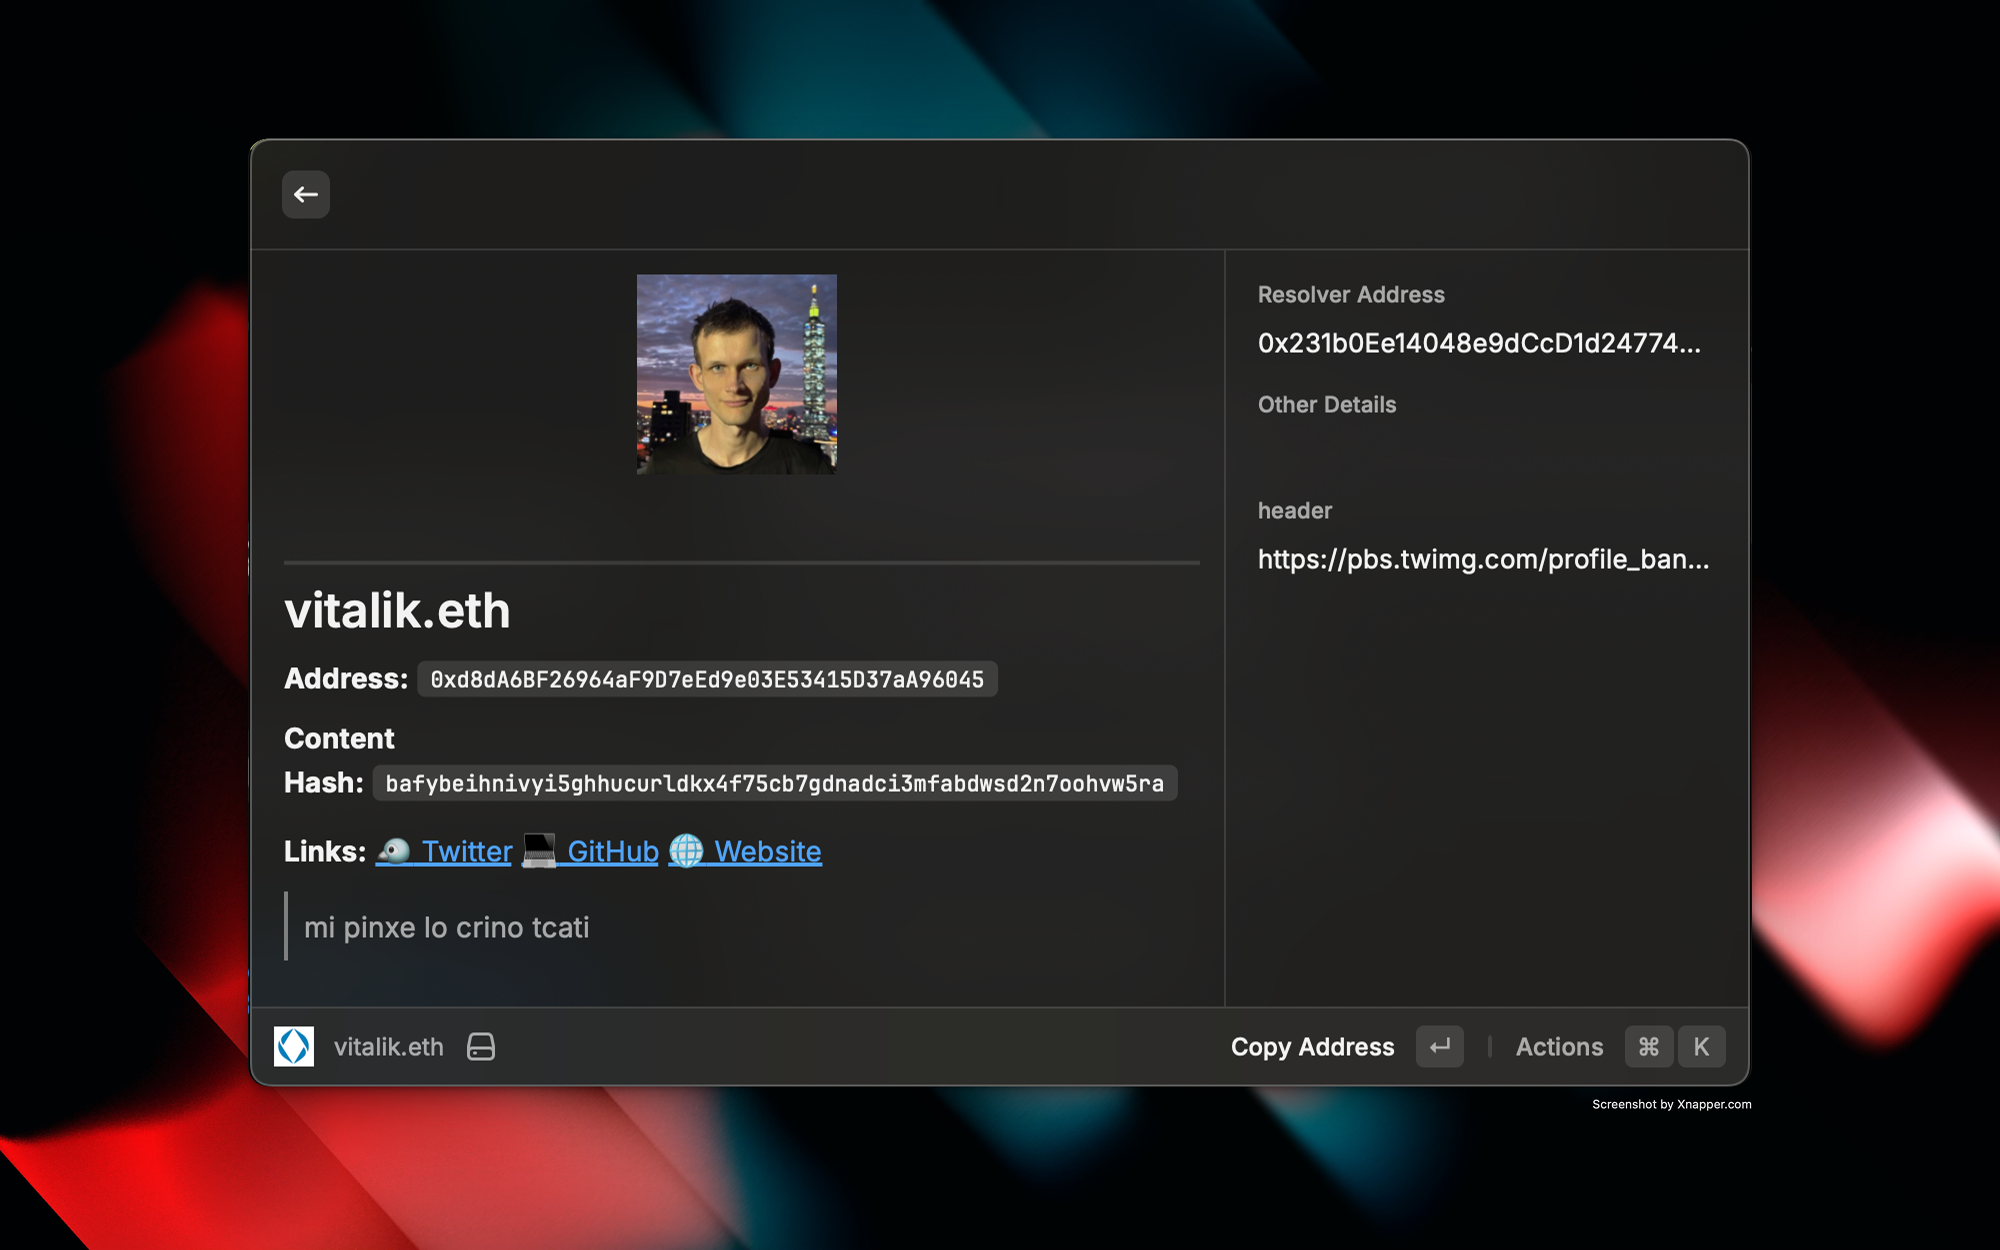 vitalik.eth
Address: 0xd8dA6BF26964aF9D7eEd9e03E53415D37aA96045
Content
Hash: bafybeihnivyi5ghhucurldkx4f75cb7gdnadci3mfabdwsd2n7oohvw5ra
Links: Twitter GitHub Website
mi pinxe lo crino tcati
Resolver Address
0x231b0Ee14048e9dCcD1d24774...
Other Details
header
https://pbs.twimg.com/profile_ban...
vitalik.eth
Copy Address
Actions ⌘ K
Screenshot by Xnapper.com